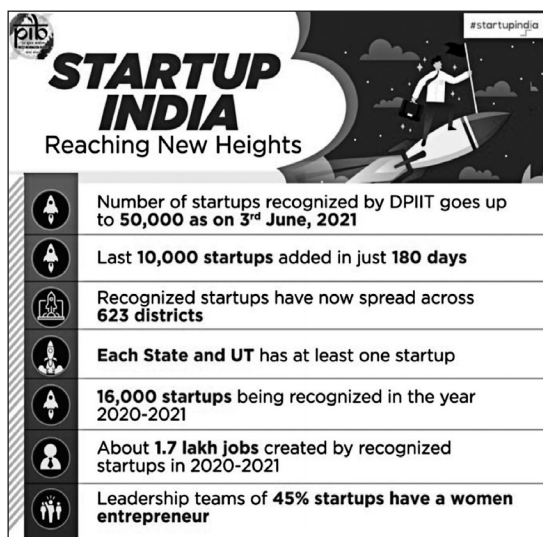 pib
#startupindia
STARTUP
INDIA
Reaching New Heights
Number of startups recognized by DPIIT goes up
to 50,000 as on 3rd June, 2021
Last 10,000 startups added in just 180 days
Recognized startups have now spread across
623 districts
Each State and UT has at least one startup
16,000 startups being recognized in the year
2020-2021
About 1.7 lakh jobs created by recognized
startups in 2020-2021
Leadership teams of 45% startups have a women
entrepreneur